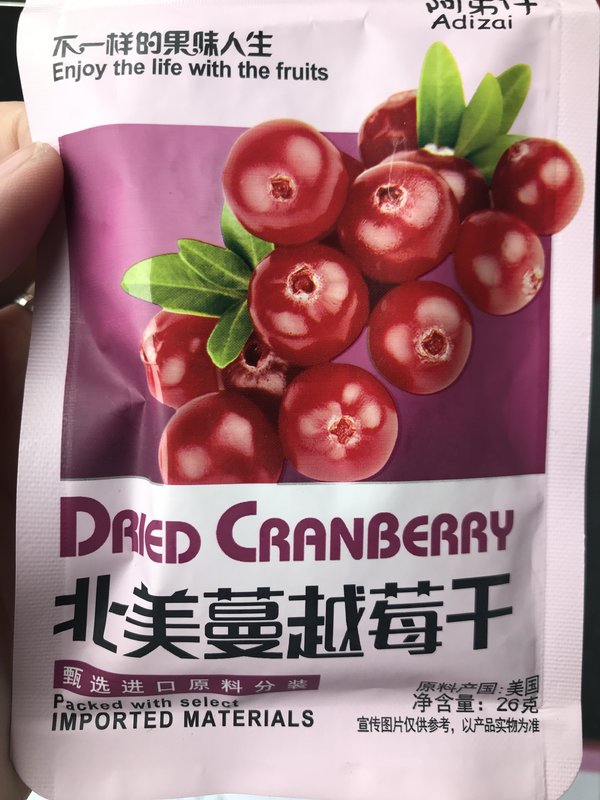 Adizai
不一样的果味人生
Enjoy the life with the fruits
DRIED CRANBERRY
北美蔓越莓干
甄选进口原料分装
Packed with select
IMPORTED MATERIALS
原料产国:美国
净含量: 26克
宣传图片仅供参考，以产品实物为准